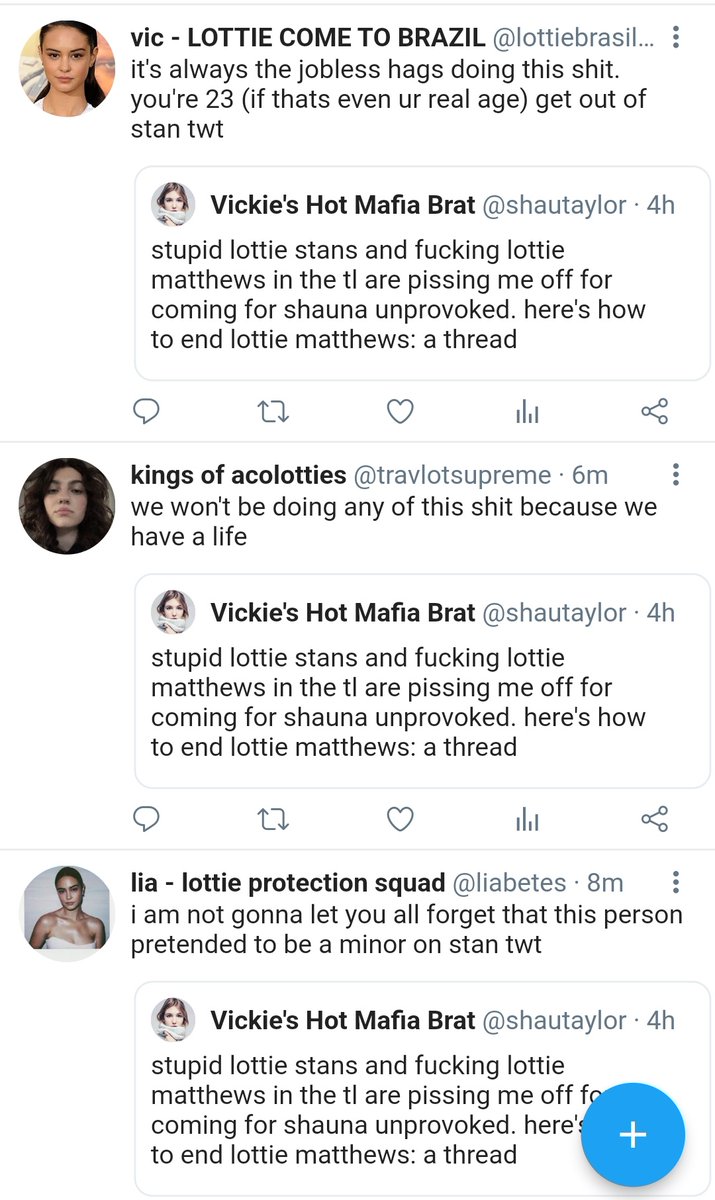 vic - LOTTIE COME TO BRAZIL @lottiebrasil...
it's always the jobless hags doing this shit.
you're 23 (if thats even ur real age) get out of
stan twt
Vickie's Hot Mafia Brat @shautaylor · 4h
stupid lottie stans and fucking lottie
matthews in the tl are pissing me off for
coming for shauna unprovoked. here's how
to end lottie matthews: a thread
kings of acolotties @travlotsupreme · 6m
we won't be doing any of this shit because we
have a life
Vickie's Hot Mafia Brat @shautaylor · 4h
stupid lottie stans and fucking lottie
matthews in the tl are pissing me off for
coming for shauna unprovoked. here's how
to end lottie matthews: a thread
lia - lottie protection squad @liabetes · 8m
i am not gonna let you all forget that this person
pretended to be a minor on stan twt
Vickie's Hot Mafia Brat @shautaylor · 4h
stupid lottie stans and fucking lottie
matthews in the tl are pissing me off
coming for shauna unprovoked. here's
to end lottie matthews: a thread